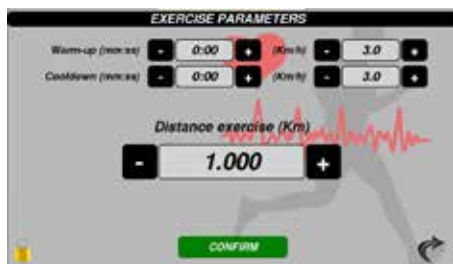 EXERCISE PARAMETERS
Warm-up (mm:ss) - 0:00 + (Km/h) - 3.0 +
Cooldown (mm:ss) - 0:00 + (Km/h) - 3.0 +
Distance exercise (Km)
- 1.000 +
CONFIRM